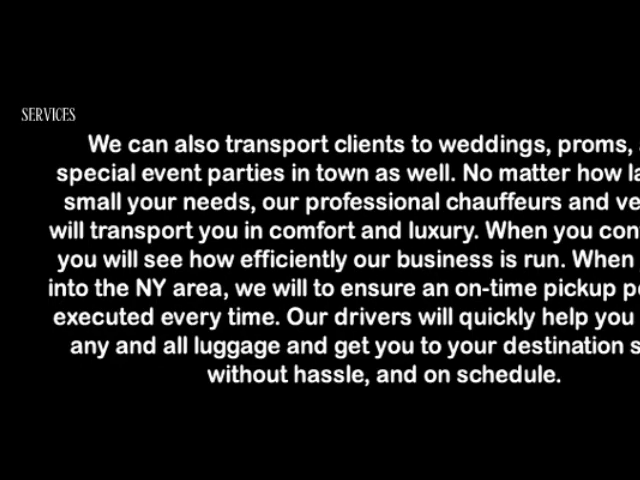 SERVICES
We can also transport clients to weddings, proms,
special event parties in town as well. No matter how
small your needs, our professional chauffeurs and
will transport you in comfort and luxury. When you
you will see how efficiently our business is run. When
into the NY area, we will to ensure an on-time pickup
executed every time. Our drivers will quickly help you
any and all luggage and get you to your destination
without hassle, and on schedule.